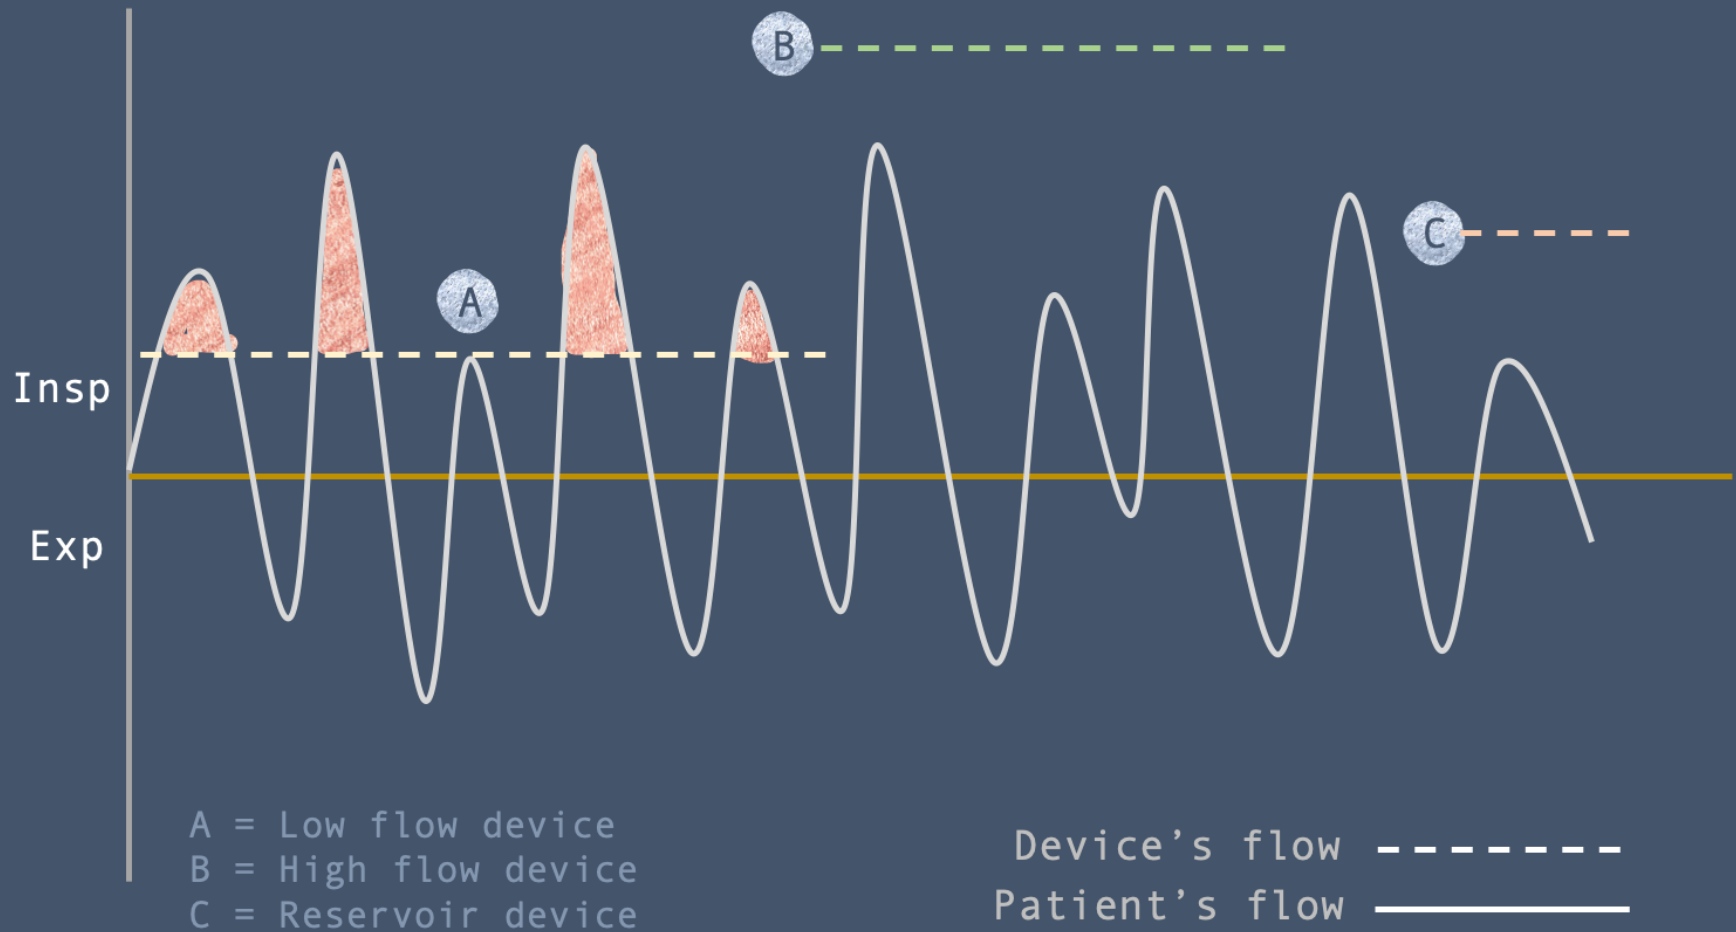 B
A
C
Insp
Exp
A = Low flow device
B = High flow device
C = Reservoir device
Device’s flow
Patient’s flow